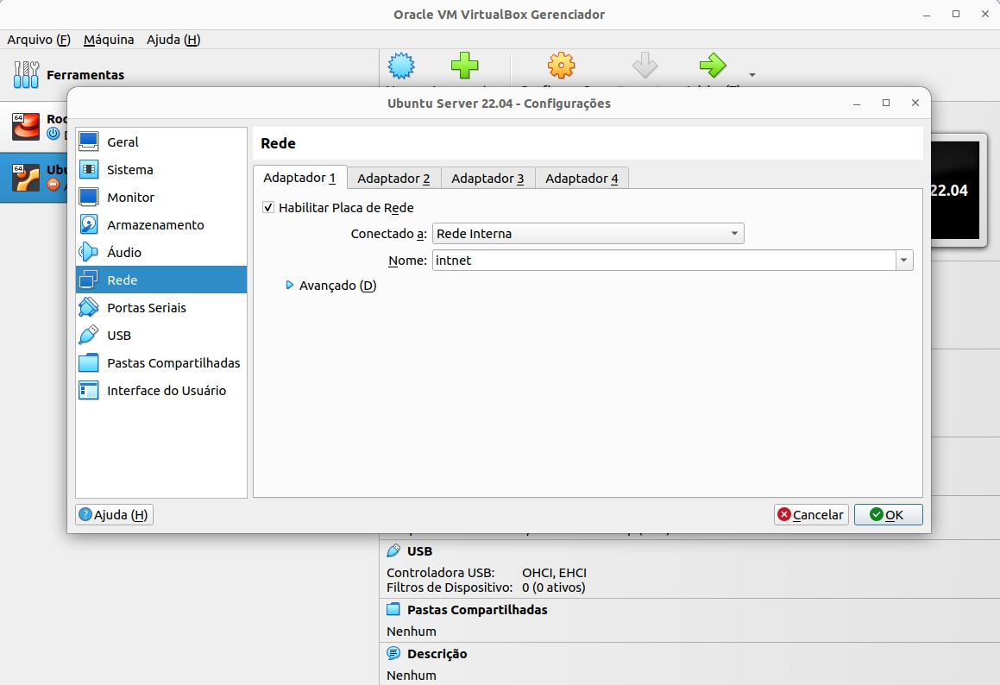 Oracle VM VirtualBox Gerenciador
Arquivo (F) Máquina Ajuda (H)
Ferramentas
64
64
Ubuntu Server 22.04 - Configurações
Geral
Sistema
Monitor
Armazenamento
Áudio
Rede
Portas Seriais
USB
Pastas Compartilhadas
Interface do Usuário
Rede
Adaptador 1 Adaptador 2 Adaptador 3 Adaptador 4
Habilitar Placa de Rede
Conectado a: Rede Interna
Nome: intnet
Avançado (D)
Ajuda (H) Cancelar OK
22.04
USB
Controladora USB: OHCI, EHCI
Filtros de Dispositivo: 0 (0 ativos)
Pastas Compartilhadas
Nenhum
Descrição
Nenhum